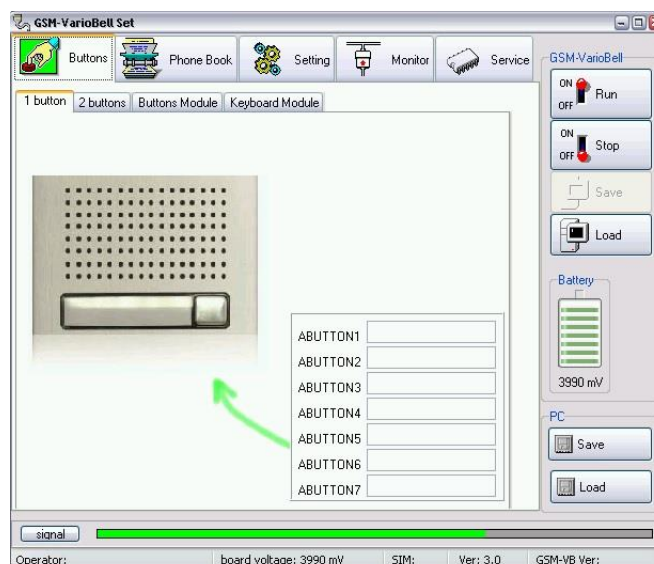 GSM-VarioBell Set
Buttons
Phone Book
Setting
Monitor
Service
1 button
2 buttons
Buttons Module
Keyboard Module
ABUTTON1
ABUTTON2
ABUTTON3
ABUTTON4
ABUTTON5
ABUTTON6
ABUTTON7
GSM-VarioBell
ON
OFF
Run
ON
OFF
Stop
Save
Load
Battery
3990 mV
PC
Save
Load
signal
Operator:
board voltage: 3990 mV
SIM:
Ver: 3.0
GSM-VB Ver: